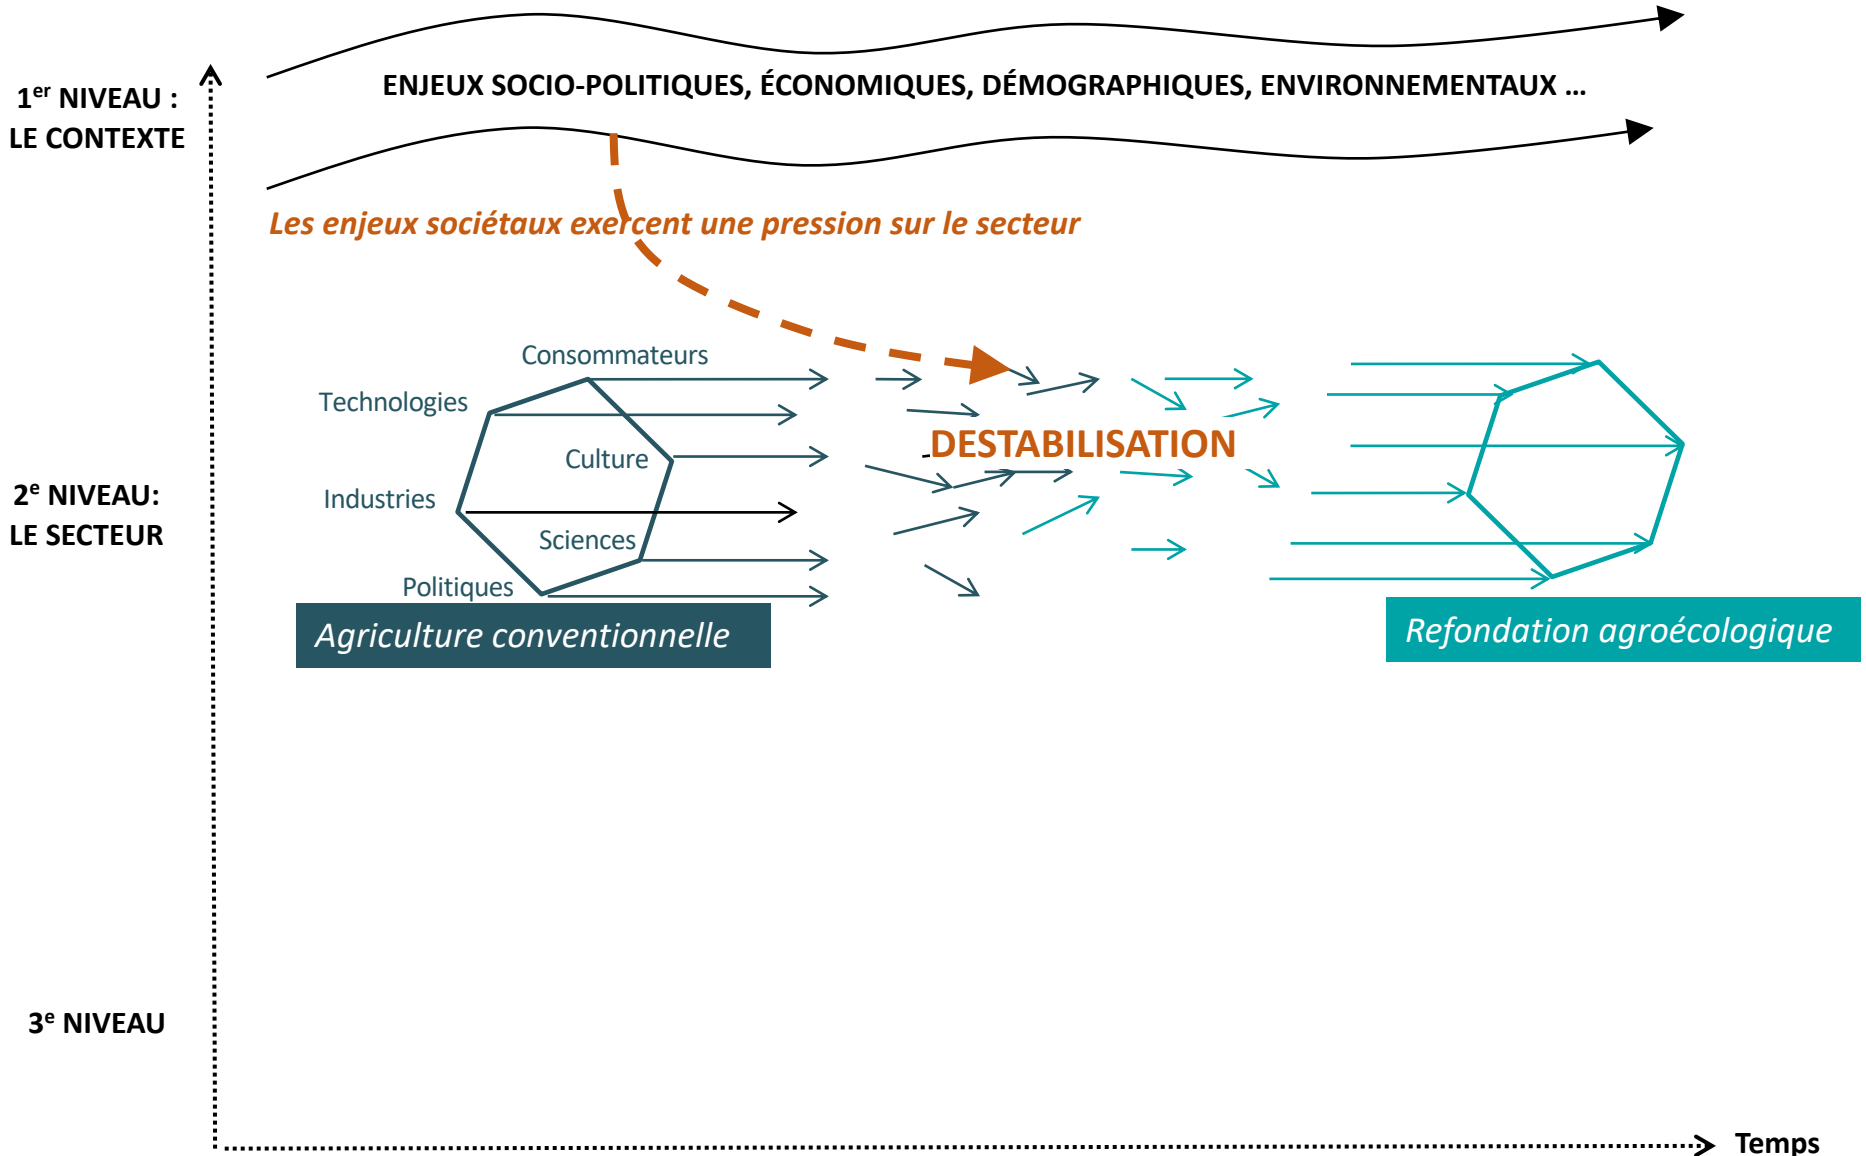 1er NIVEAU :
LE CONTEXTE
ENJEUX SOCIO-POLITIQUES, ÉCONOMIQUES, DÉMOGRAPHIQUES, ENVIRONNEMENTAUX ...
Les enjeux sociétaux exercent une pression sur le secteur
2e NIVEAU:
LE SECTEUR
Consommateurs
Technologies
Culture
Industries
Sciences
Politiques
DESTABILISATION
Agriculture conventionnelle
Refondation agroécologique
3e NIVEAU
Temps